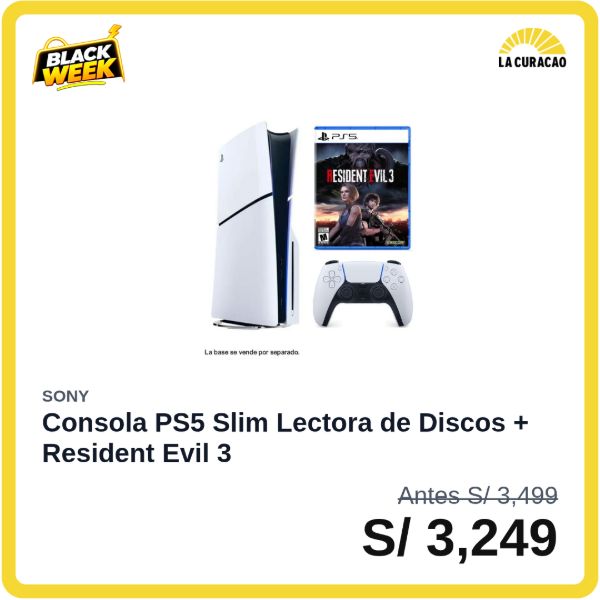 BLACK
WEEK
LA CURACAO
PS5
RESIDENT EVIL 3
La base se vende por separado.
SONY
Consola PS5 Slim Lectora de Discos +
Resident Evil 3
Antes S/ 3,499
S/ 3,249